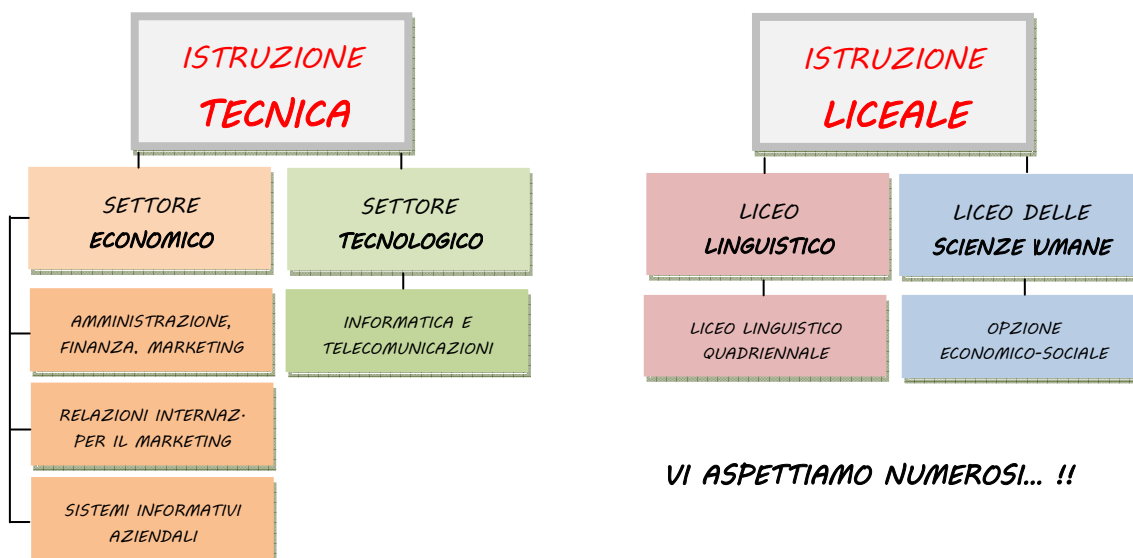 ISTRUZIONE
TECNICA
SETTORE
ECONOMICO
AMMINISTRAZIONE,
FINANZA, MARKETING
RELAZIONI INTERNAZ.
PER IL MARKETING
SISTEMI INFORMATIVI
AZIENDALI
SETTORE
TECNOLOGICO
INFORMATICA E
TELECOMUNICAZIONI
ISTRUZIONE
LICEALE
LICEO
LINGUISTICO
LICEO LINGUISTICO
QUADRIENNALE
LICEO DELLE
SCIENZE UMANE
OPZIONE
ECONOMICO-SOCIALE
VI ASPETTIAMO NUMEROSI... !!